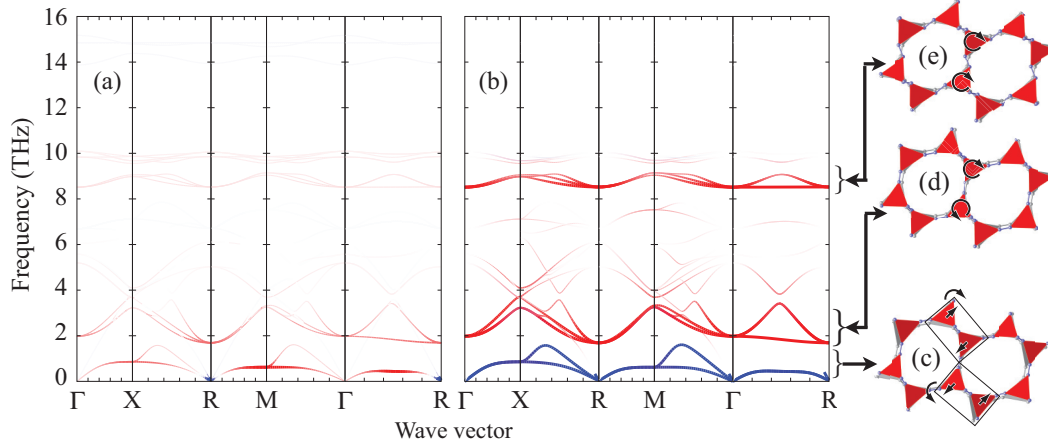 16
14
12
10
8
6
4
2
0
Frequency (THz)
(a)
(b)
(e)
(d)
(c)
Γ X R M Γ R
Γ X R M Γ R
Wave vector